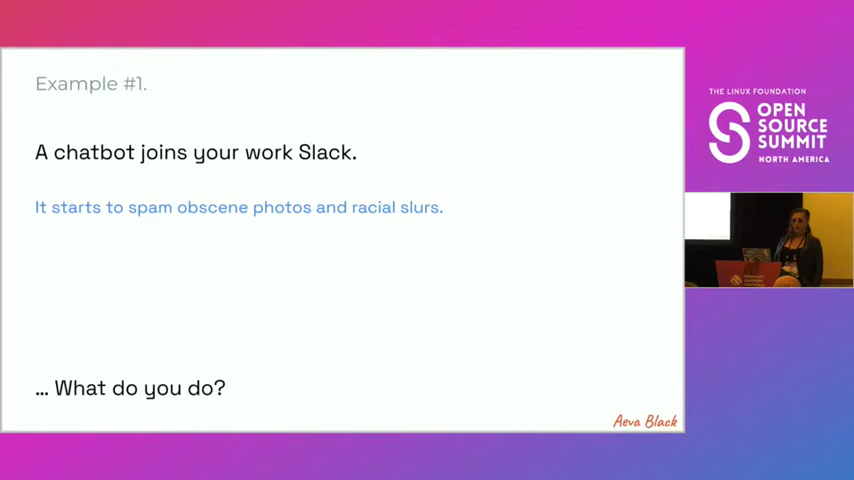 Example #1.
A chatbot joins your work Slack.
It starts to spam obscene photos and racial slurs.
... What do you do?
Aeva Black
THE LINUX FOUNDATION
OPEN
SOURCE
SUMMIT
NORTH AMERICA